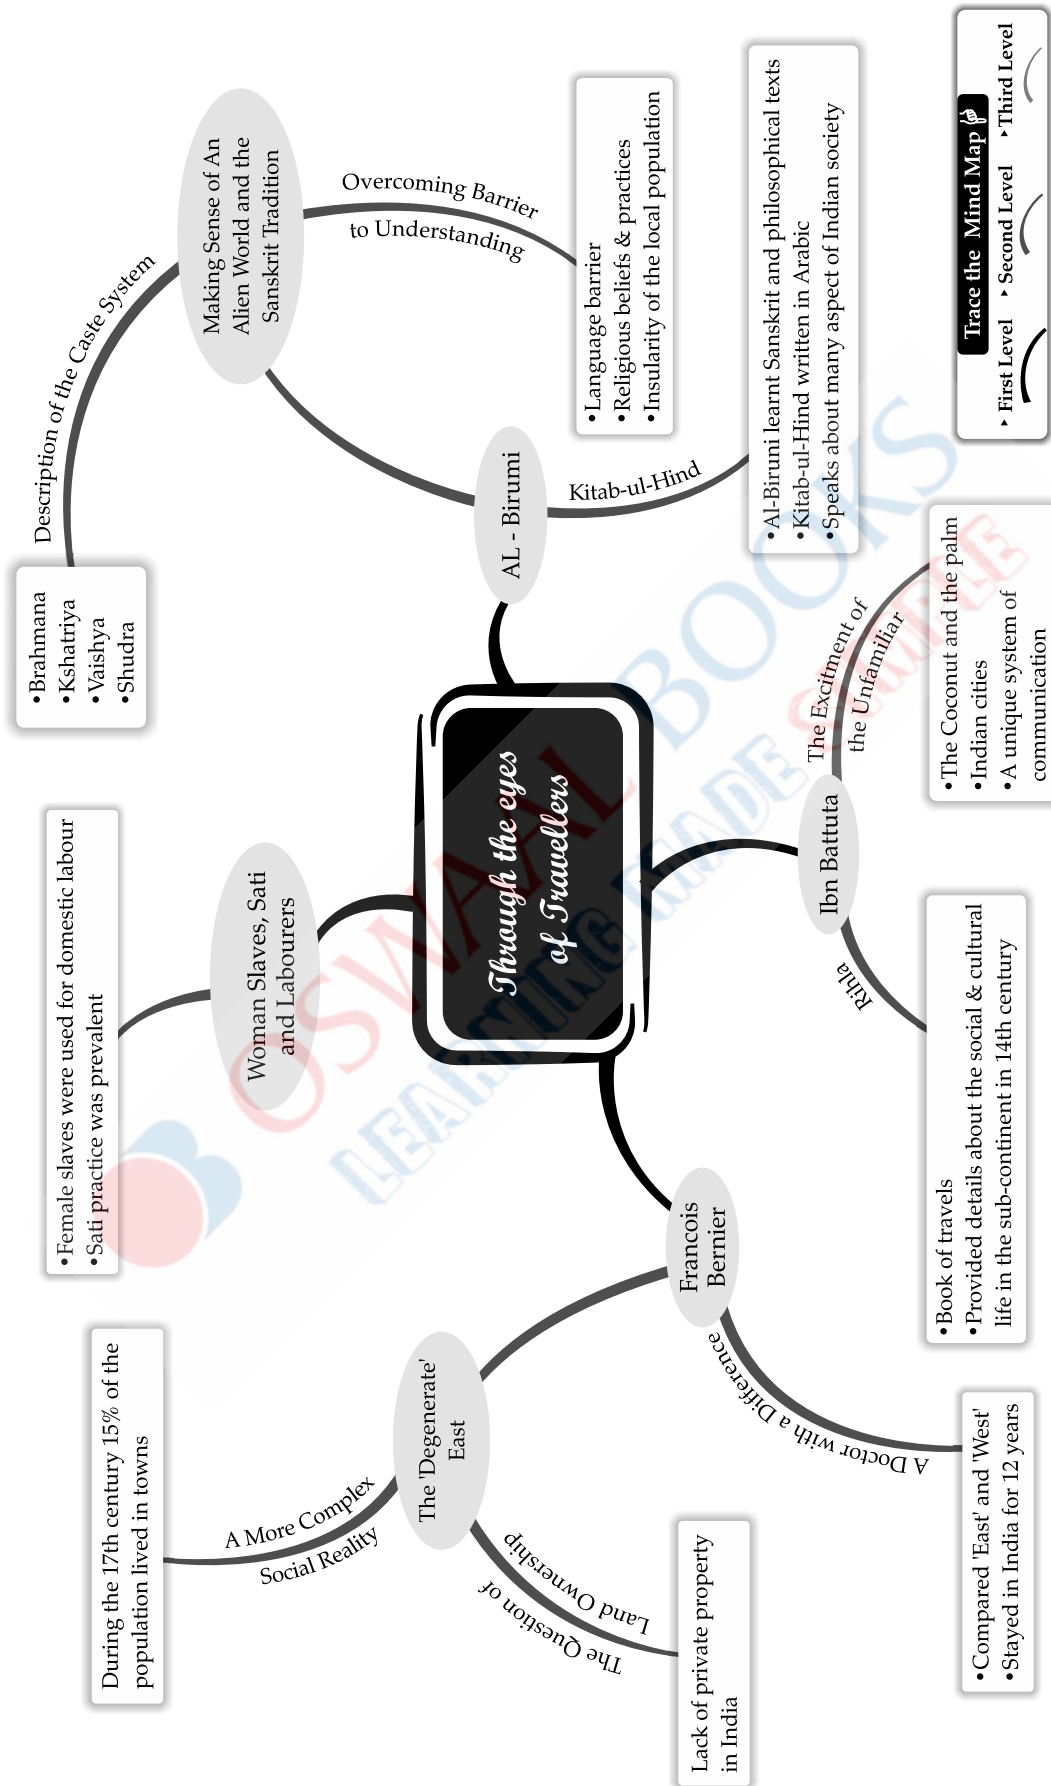 Through the eyes
of Travellers
AL - Birumi
Kitab-ul-Hind
•Al-Biruni learnt Sanskrit and philosophical texts
•Kitab-ul-Hind written in Arabic
•Speaks about many aspect of Indian society
Making Sense of An
Alien World and the
Sanskrit Tradition
Overcoming Barrier
to Understanding
•Language barrier
•Religious beliefs & practices
•Insularity of the local population
Description of the Caste System
•Brahmana
•Kshatriya
•Vaishya
•Shudra
Woman Slaves, Sati
and Labourers
•Female slaves were used for domestic labour
•Sati practice was prevalent
Ibn Battuta
The Excitment of
the Unfamiliar
•The Coconut and the palm
•Indian cities
•A unique system of
communication
Rihla
•Book of travels
•Provided details about the social & cultural
life in the sub-continent in 14th century
Francois
Bernier
A Doctor with a Difference
•Compared 'East' and 'West'
•Stayed in India for 12 years
The 'Degenerate'
East
A More Complex
Social Reality
During the 17th century 15% of the
population lived in towns
The Question of
Land Ownership
Lack of private property
in India
Trace the Mind Map
▸First Level ▸Second Level ▸Third Level
OSWAAL BOOKS
LEARNING MADE SIMPLE